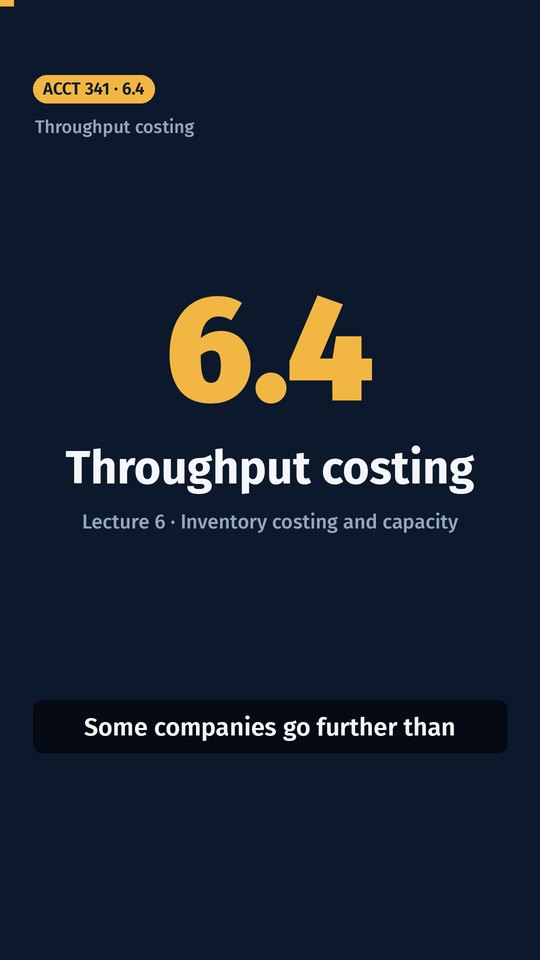 ACCT 341 · 6.4
Throughput costing
6.4
Throughput costing
Lecture 6 · Inventory costing and capacity
Some companies go further than